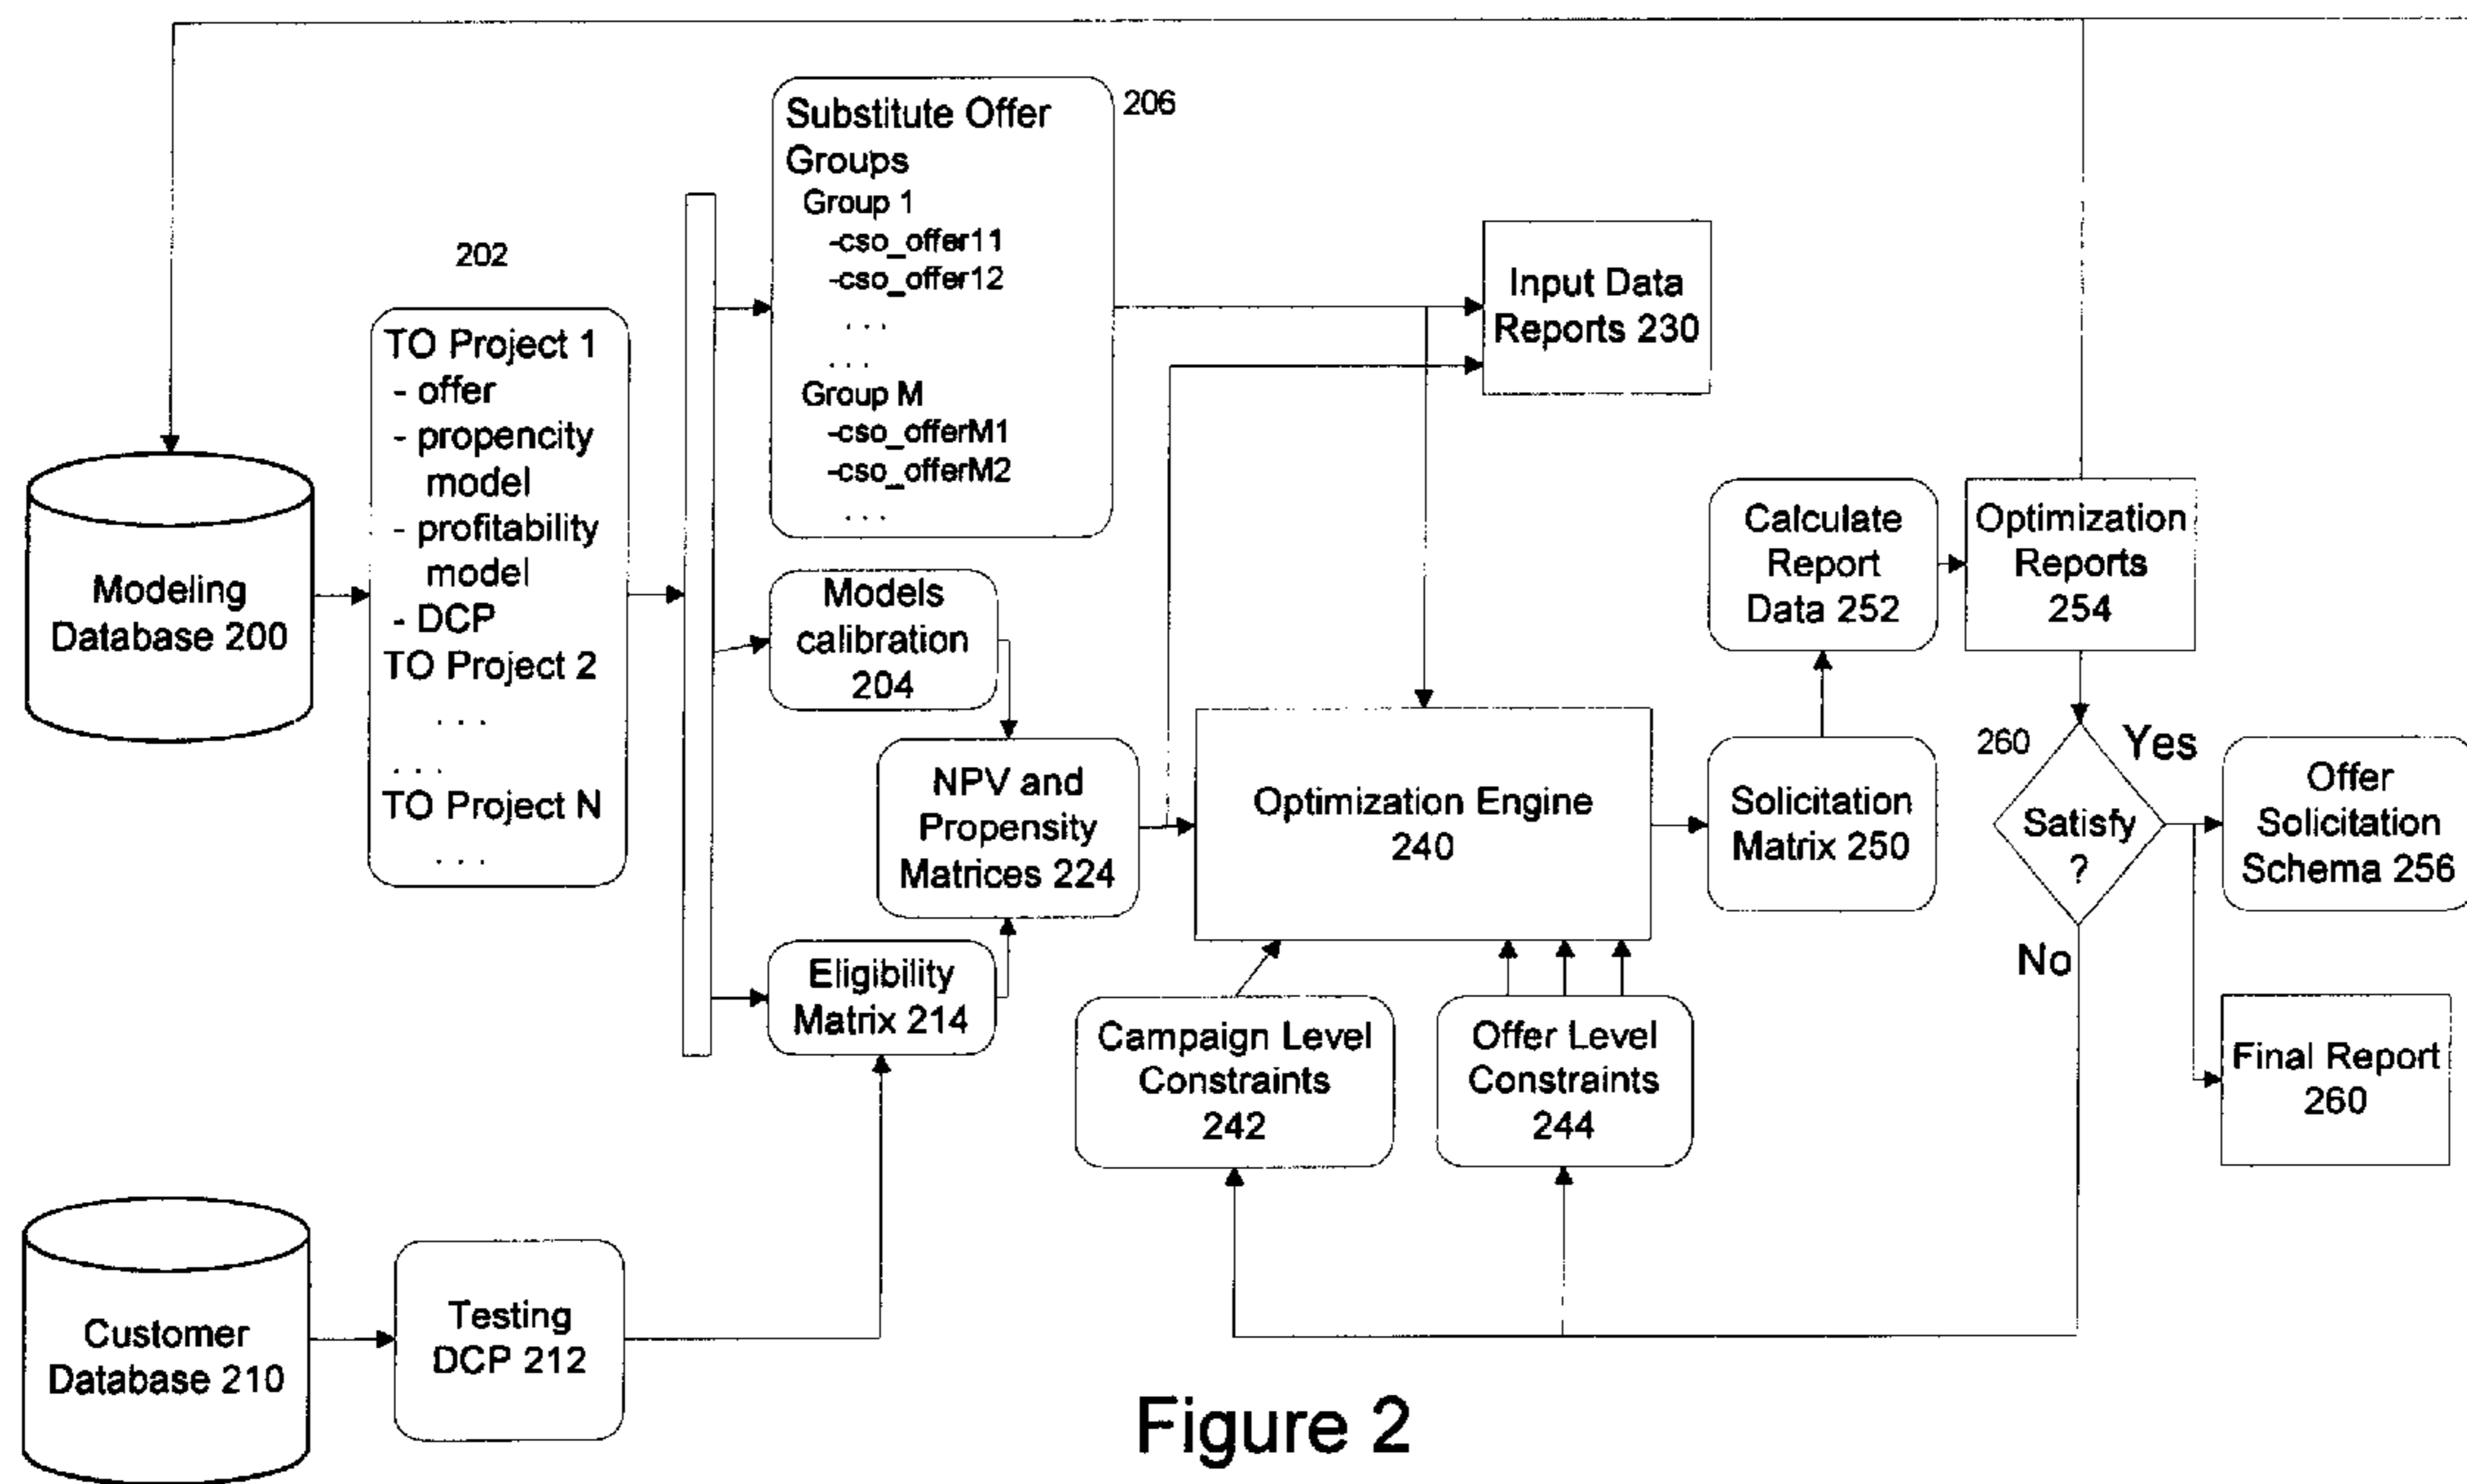 202
TO Project 1
- offer
- propencity
model
- profitability
model
- DCP
TO Project 2
. . .
. . .
TO Project N
. . .
Modeling
Database 200
206
Substitute Offer
Groups
Group 1
-cso_offer11
-cso_offer12
. . .
. . .
Group M
-cso_offerM1
-cso_offerM2
. . .
Models
calibration
204
Eligibility
Matrix 214
NPV and
Propensity
Matrices 224
Input Data
Reports 230
Optimization Engine
240
Campaign Level
Constraints
242
Offer Level
Constraints
244
Solicitation
Matrix 250
Calculate
Report
Data 252
Optimization
Reports
254
260
Satisfy
?
Yes
No
Offer
Solicitation
Schema 256
Final Report
260
Customer
Database 210
Testing
DCP 212
Figure 2